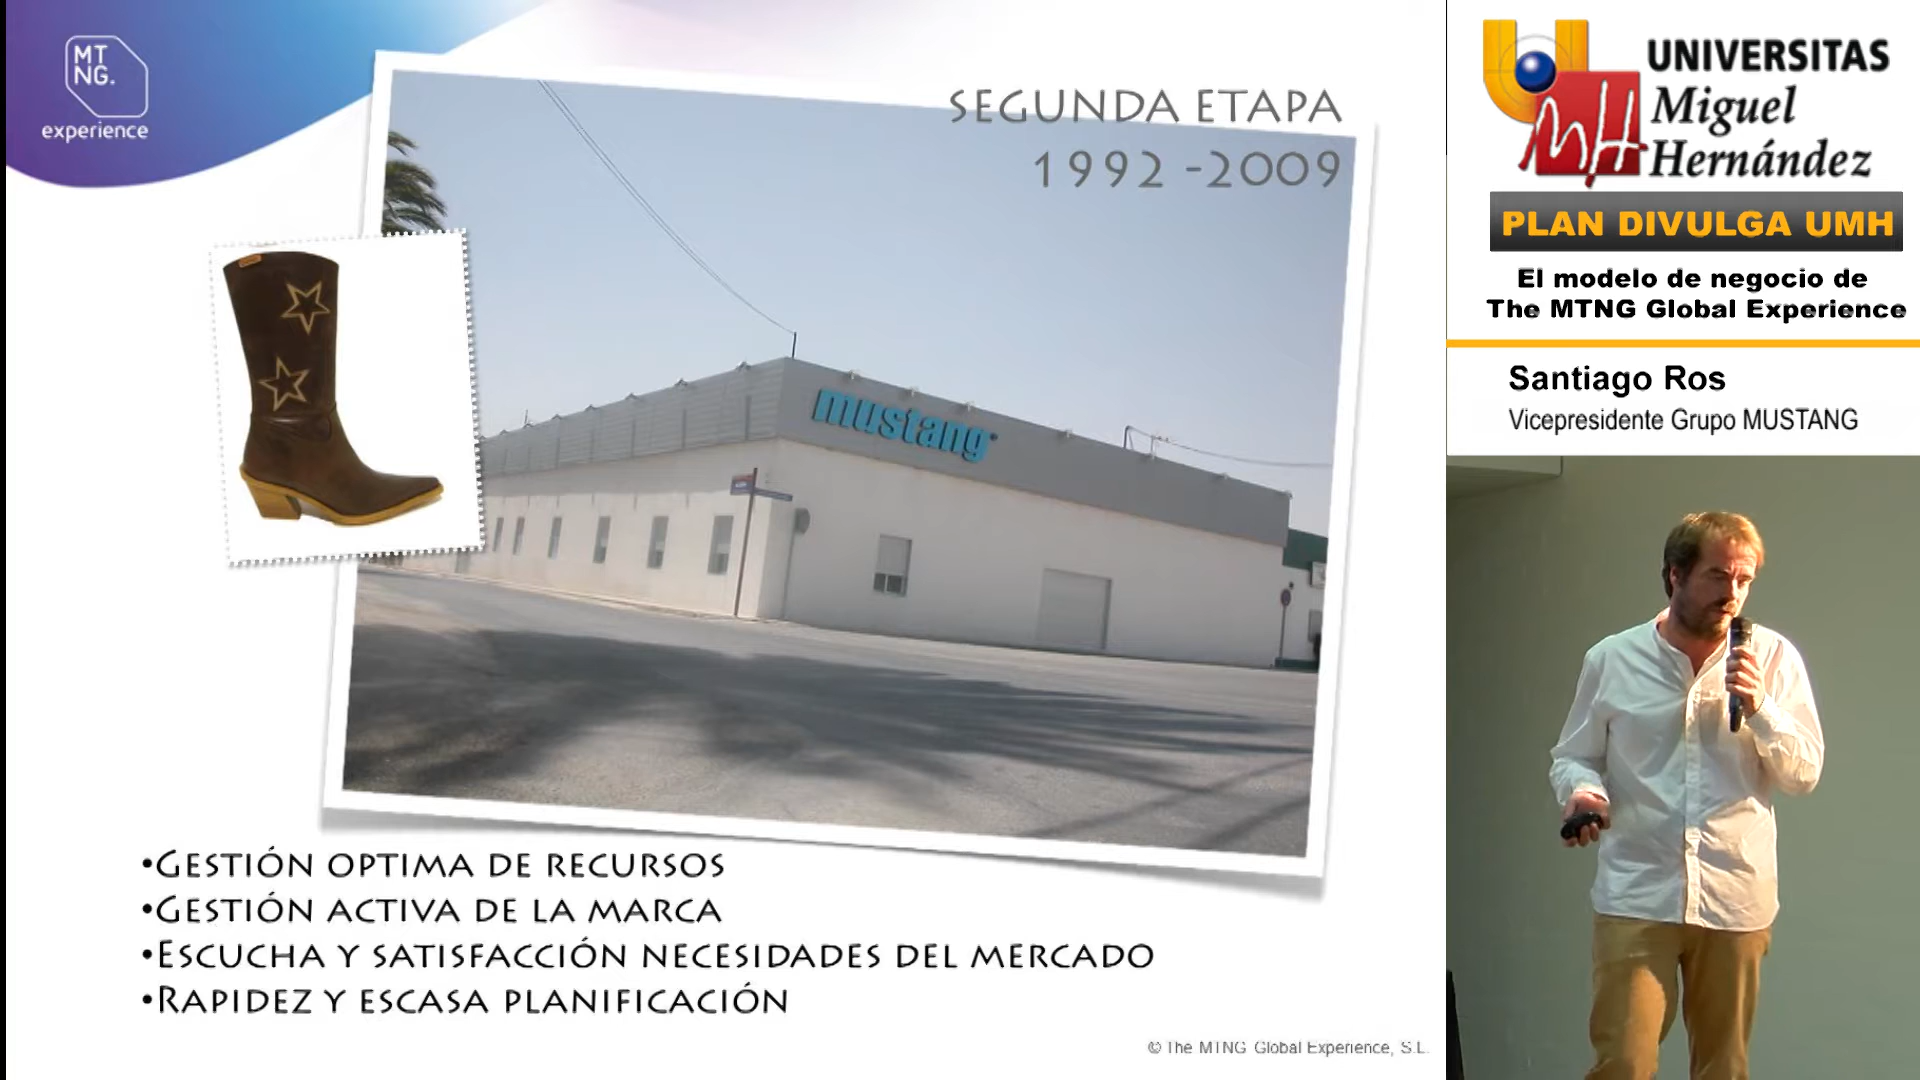 MT
NG.
experience
SEGUNDA ETAPA
1992 -2009
mustang
•GESTIÓN OPTIMA DE RECURSOS
•GESTIÓN ACTIVA DE LA MARCA
•ESCUCHA Y SATISFACCIÓN NECESIDADES DEL MERCADO
•RAPIDEZ Y ESCASA PLANIFICACIÓN
© The MTNG Global Experience, S.L.
UNIVERSITAS
Miguel
Hernández
UMH
PLAN DIVULGA UMH
El modelo de negocio de
The MTNG Global Experience
Santiago Ros
Vicepresidente Grupo MUSTANG